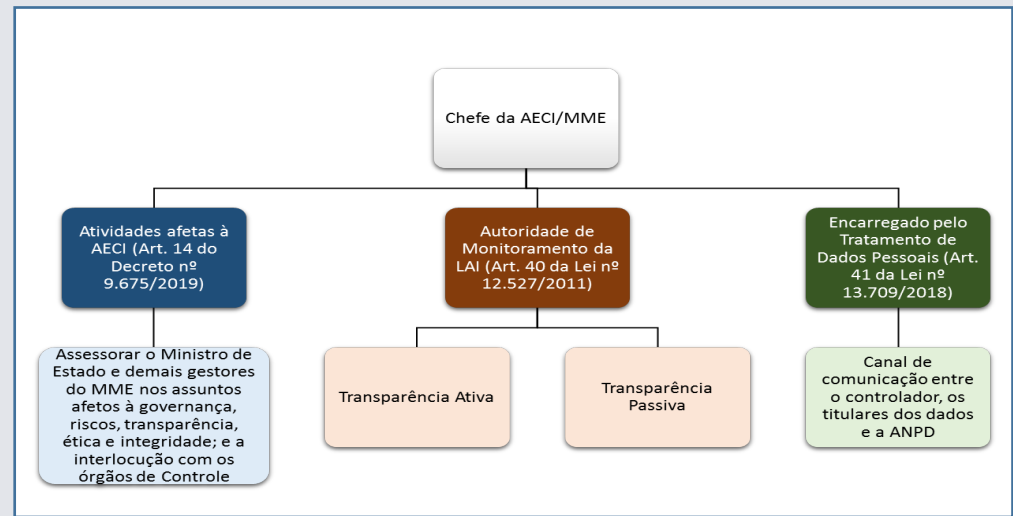 Chefe da AECI/MME
Atividades afetas à
AECI (Art. 14 do
Decreto nº
9.675/2019)
Autoridade de
Monitoramento da
LAI (Art. 40 da Lei nº
12.527/2011)
Encarregado pelo
Tratamento de
Dados Pessoais (Art.
41 da Lei nº
13.709/2018)
Assessorar o Ministro de
Estado e demais gestores
do MME nos assuntos
afetos à governança,
riscos, transparência,
ética e integridade; e a
interlocução com os
órgãos de Controle
Transparência Ativa
Transparência
Passiva
Canal de
comunicação entre
o controlador, os
titulares dos dados
e a ANPD